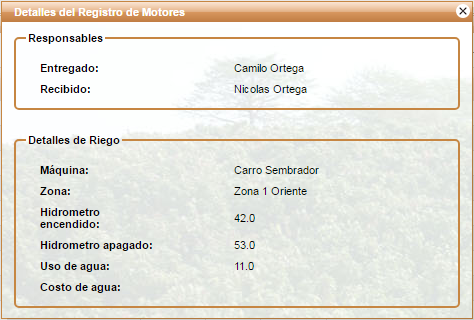 Detalles del Registro de Motores
Responsables
Entregado: Camilo Ortega
Recibido: Nicolas Ortega
Detalles de Riego
Máquina: Carro Sembrador
Zona: Zona 1 Oriente
Hidrometro
encendido: 42.0
Hidrometro apagado: 53.0
Uso de agua: 11.0
Costo de agua: